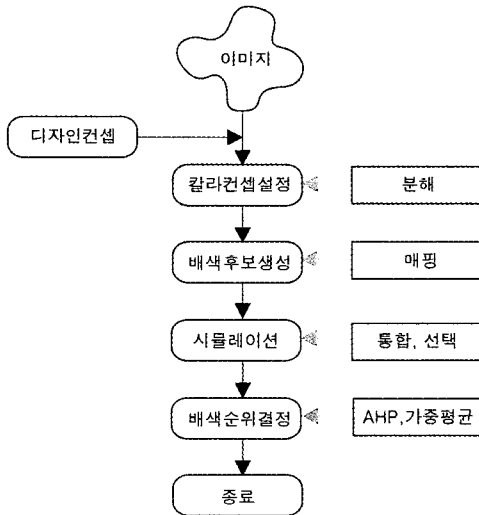 이미지
디자인컨셉
칼라컨셉설정
분해
배색후보생성
매핑
시뮬레이션
통합, 선택
배색순위결정
AHP,가중평균
종료